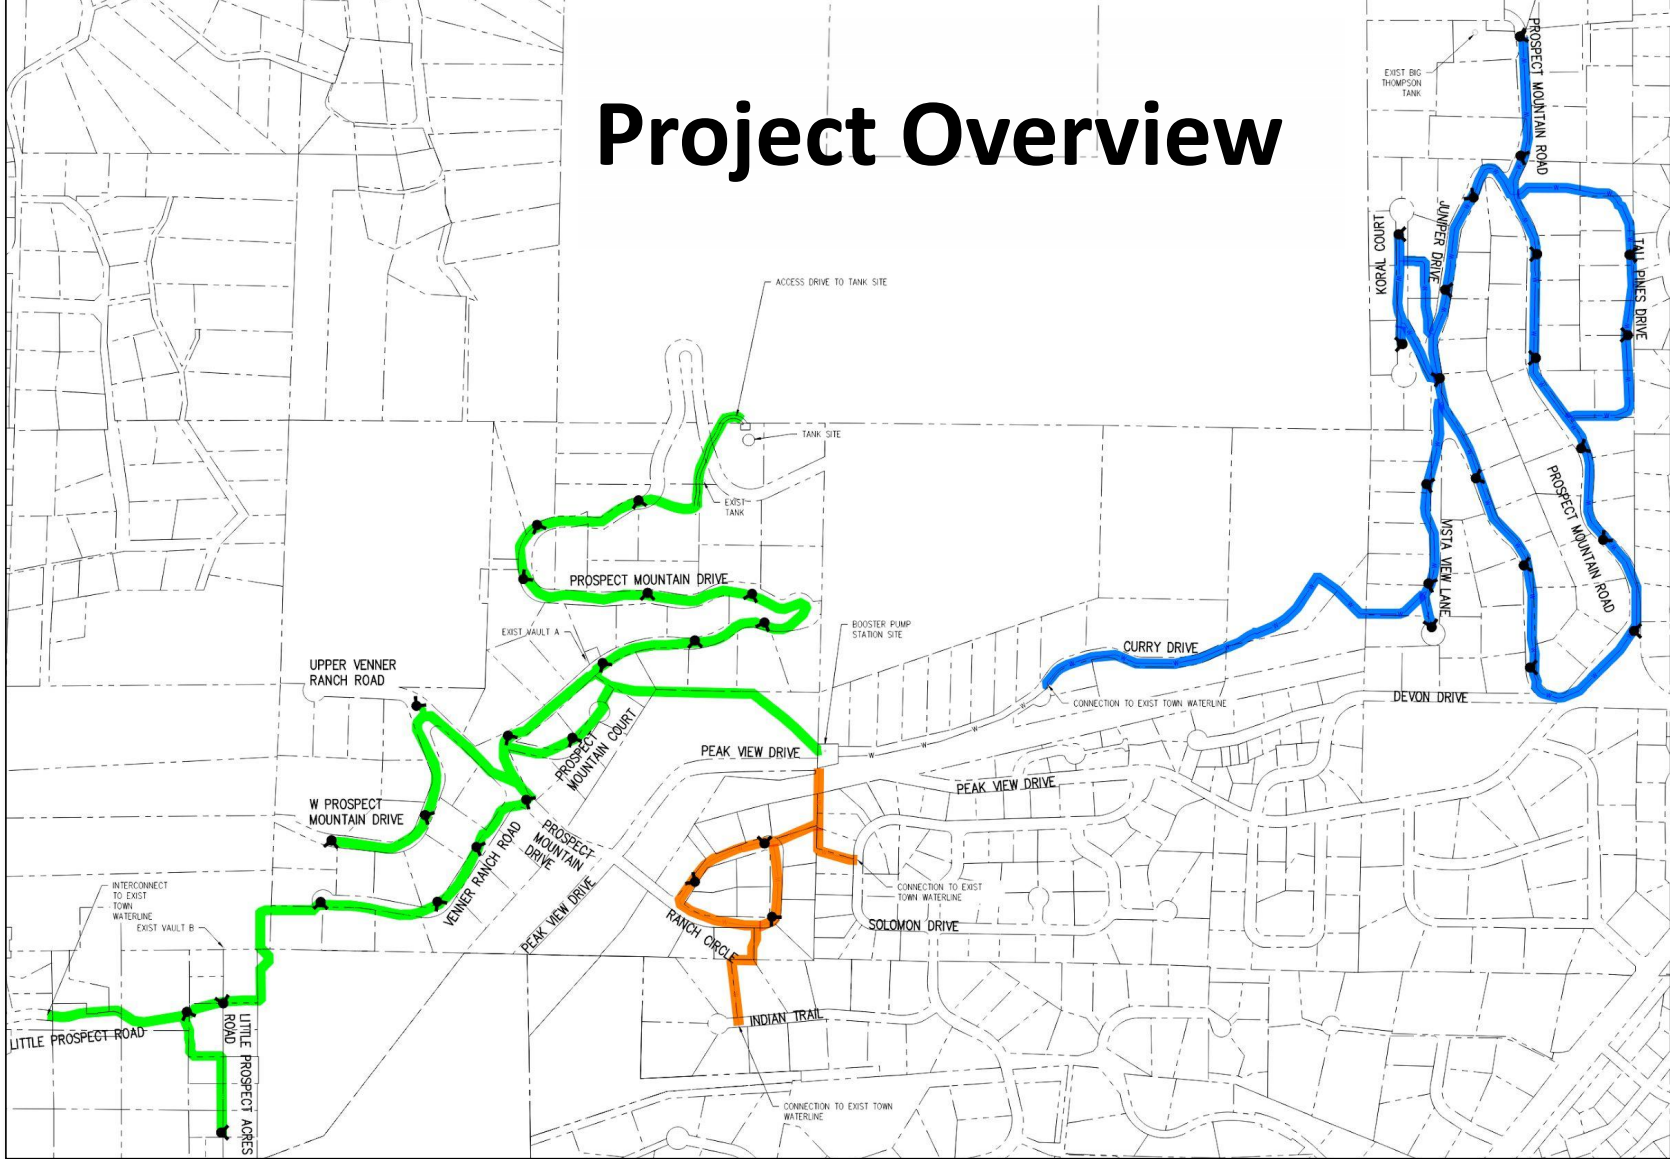 Project Overview
PROSPECT MOUNTAIN ROAD
EXIST BIG
THOMPSON
TANK
KORAL COURT
JUNIPER DRIVE
TALL PINES DRIVE
ACCESS DRIVE TO TANK SITE
TANK SITE
EXIST
TANK
PROSPECT MOUNTAIN DRIVE
PROSPECT MOUNTAIN ROAD
VISTA VIEW LANE
EXIST VAULT A
BOOSTER PUMP
STATION SITE
CURRY DRIVE
UPPER VENNER
RANCH ROAD
CONNECTION TO EXIST TOWN WATERLINE
DEVON DRIVE
PROSPECT
MOUNTAIN COURT
PEAK VIEW DRIVE
PEAK VIEW DRIVE
W PROSPECT
MOUNTAIN DRIVE
VENNER RANCH ROAD
PROSPECT
MOUNTAIN
DRIVE
PEAK VIEW DRIVE
INTERCONNECT
TO EXIST
TOWN
WATERLINE
EXIST VAULT B
RANCH CIRCLE
CONNECTION TO EXIST
TOWN WATERLINE
SOLOMON DRIVE
LITTLE PROSPECT ROAD
LITTLE PROSPECT ACRES
ROAD
INDIAN TRAIL
CONNECTION TO EXIST TOWN
WATERLINE